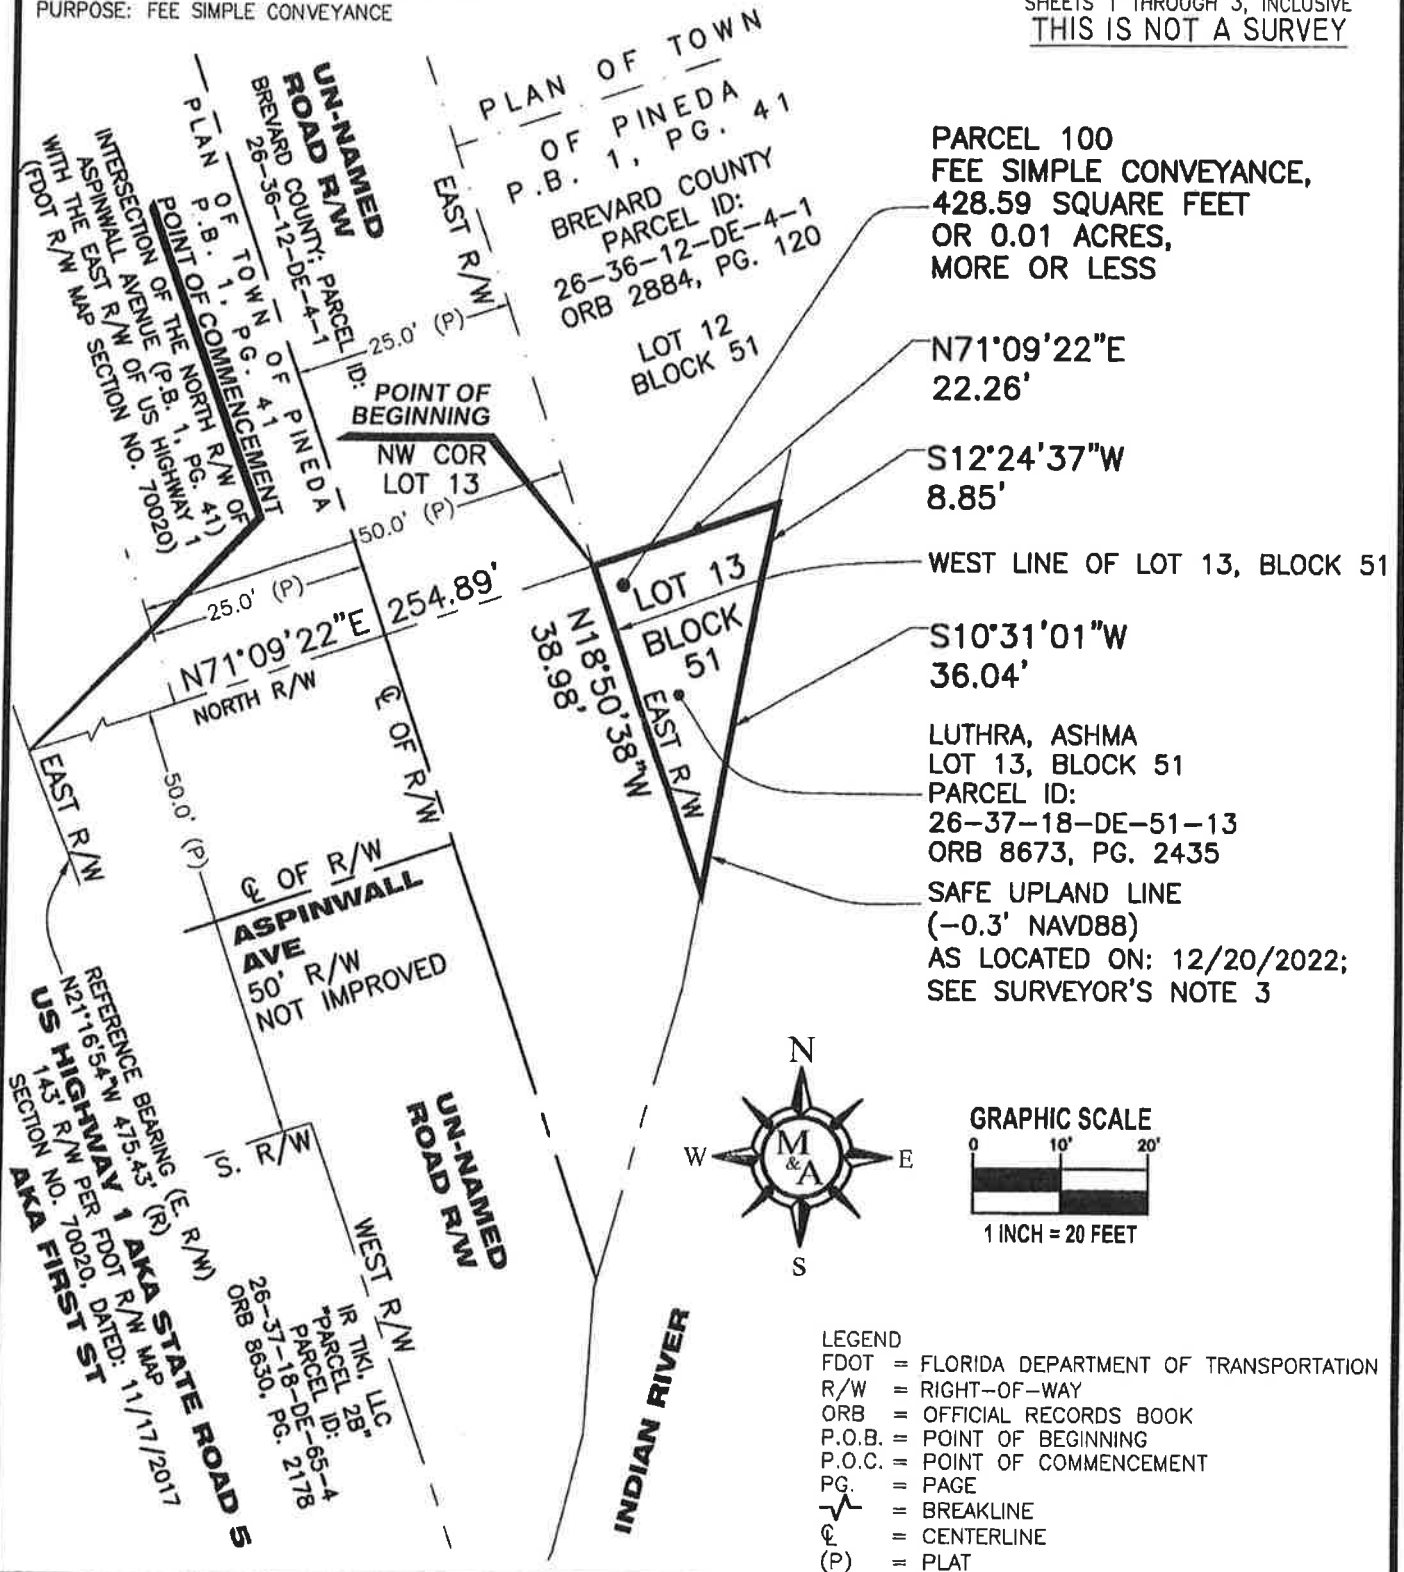 PURPOSE: FEE SIMPLE CONVEYANCE
SHEETS 1 THROUGH 3, INCLUSIVE
THIS IS NOT A SURVEY
PLAN OF TOWN
OF PINEDA
P.B. 1, PG. 41
BREVARD COUNTY
PARCEL ID:
26-36-12-DE-4-1
ORB 2884, PG. 120
LOT 12
BLOCK 51
EAST R/W
UN-NAMED
ROAD R/W
BREVARD COUNTY: PARCEL ID:
26-36-12-DE-4-1
PLAN OF TOWN OF PINEDA
P.B. 1, PG. 41
POINT OF COMMENCEMENT
INTERSECTION OF THE NORTH R/W OF
ASPINWALL AVENUE (P.B. 1, PG. 41)
WITH THE EAST R/W OF US HIGHWAY 1
(FDOT R/W MAP SECTION NO. 70020)
25.0' (P)
POINT OF
BEGINNING
NW COR
LOT 13
50.0' (P)
25.0' (P)
N71°09'22"E 254.89'
NORTH R/W
PARCEL 100
FEE SIMPLE CONVEYANCE,
428.59 SQUARE FEET
OR 0.01 ACRES,
MORE OR LESS
N71°09'22"E
22.26'
S12°24'37"W
8.85'
WEST LINE OF LOT 13, BLOCK 51
S10°31'01"W
36.04'
LUTHRA, ASHMA
LOT 13, BLOCK 51
PARCEL ID:
26-37-18-DE-51-13
ORB 8673, PG. 2435
SAFE UPLAND LINE
(-0.3' NAVD88)
AS LOCATED ON: 12/20/2022;
SEE SURVEYOR'S NOTE 3
LOT 13
BLOCK
51
EAST R/W
N18°50'38"W
38.98'
℄ OF R/W
EAST R/W
50.0' (P)
℄ OF R/W
ASPINWALL
AVE
50' R/W
NOT IMPROVED
REFERENCE BEARING (E. R/W)
N21°16'54"W 475.43' (R)
US HIGHWAY 1 AKA STATE ROAD 5
143' R/W PER FDOT R/W MAP
SECTION NO. 70020, DATED: 11/17/2017
AKA FIRST ST
S. R/W
WEST R/W
UN-NAMED
ROAD R/W
IR TIKI, LLC
"PARCEL 2B"
PARCEL ID:
26-37-18-DE-65-4
ORB 8630, PG. 2178
INDIAN RIVER
N
W
M
&
A
E
S
GRAPHIC SCALE
0 10' 20'
1 INCH = 20 FEET
LEGEND
FDOT = FLORIDA DEPARTMENT OF TRANSPORTATION
R/W = RIGHT-OF-WAY
ORB = OFFICIAL RECORDS BOOK
P.O.B. = POINT OF BEGINNING
P.O.C. = POINT OF COMMENCEMENT
PG. = PAGE
= BREAKLINE
℄ = CENTERLINE
(P) = PLAT